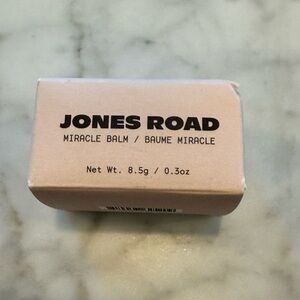 JONES ROAD
MIRACLE BALM / BAUME MIRACLE
Net Wt. 8.5g / 0.3oz